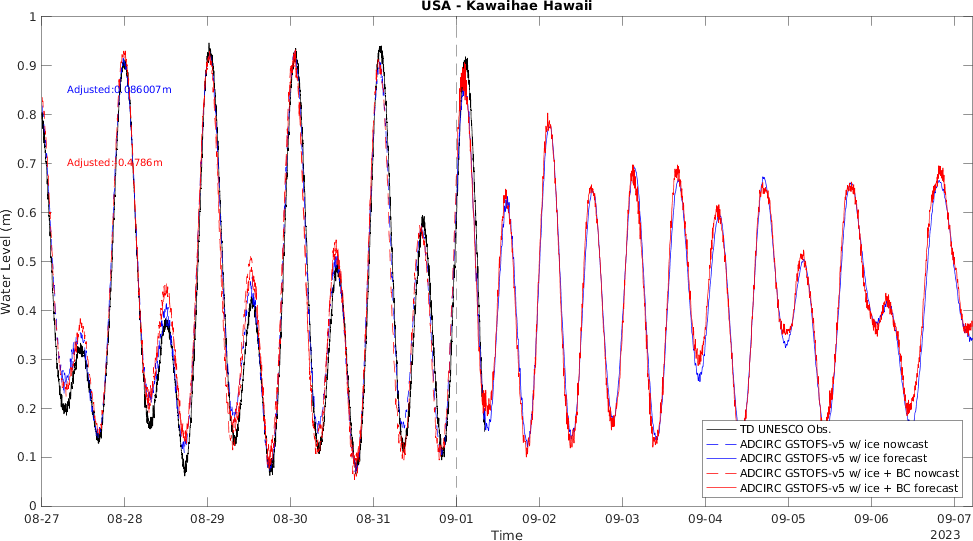 USA - Kawaihae Hawaii
1
0.9
0.8
0.7
0.6
0.5
0.4
0.3
0.2
0.1
0
Water Level (m)
Adjusted:0.086007m
Adjusted: 0.4786m
TD UNESCO Obs.
ADCIRC GSTOFS-v5 w/ ice nowcast
ADCIRC GSTOFS-v5 w/ ice forecast
ADCIRC GSTOFS-v5 w/ ice + BC nowcast
ADCIRC GSTOFS-v5 w/ ice + BC forecast
08-27 08-28 08-29 08-30 08-31 09-01 09-02 09-03 09-04 09-05 09-06 09-07
Time
2023